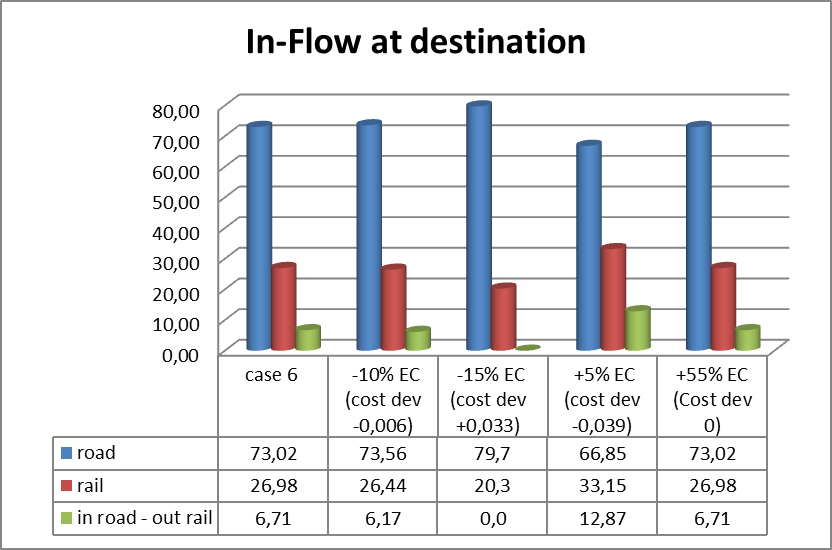 In-Flow at destination
80,00
70,00
60,00
50,00
40,00
30,00
20,00
10,00
0,00
case 6 -10% EC -15% EC +5% EC +55% EC
(cost dev (cost dev (cost dev (Cost dev
-0,006) +0,033) -0,039) 0)
road 73,02 73,56 79,7 66,85 73,02
rail 26,98 26,44 20,3 33,15 26,98
in road - out rail 6,71 6,17 0,0 12,87 6,71